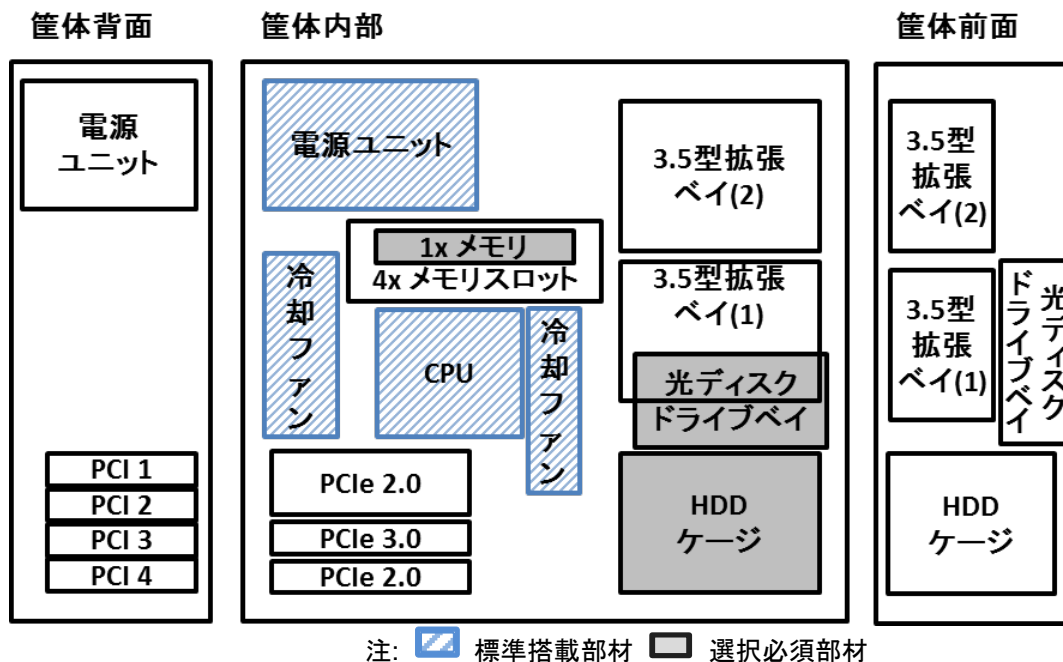 筐体背面
電源
ユニット
PCI 1
PCI 2
PCI 3
PCI 4
筐体内部
電源ユニット
1x メモリ
4x メモリスロット
冷却ファン
CPU
冷却ファン
PCIe 2.0
PCIe 3.0
PCIe 2.0
3.5型拡張
ベイ(2)
3.5型拡張
ベイ(1)
光ディスク
ドライブベイ
HDD
ケージ
筐体前面
3.5型
拡張
ベイ(2)
3.5型
拡張
ベイ(1)
光ディスク
ドライブベイ
HDD
ケージ
注: 標準搭載部材 選択必須部材